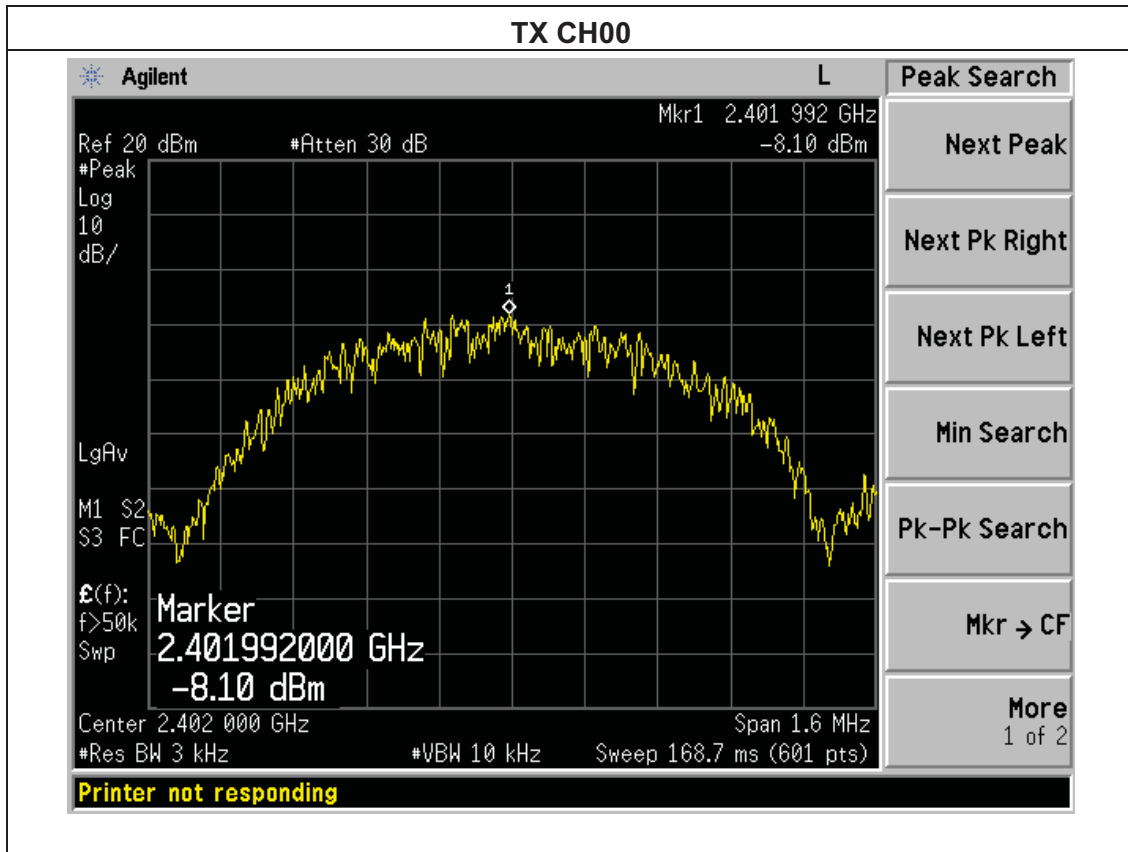 TX CH00
Agilent L Peak Search
Mkr1 2.401 992 GHz
Ref 20 dBm #Atten 30 dB -8.10 dBm
#Peak
Log
10
dB/
1
LgAv
M1 S2
S3 FC
£(f):
f>50k
Swp
Marker
2.401992000 GHz
-8.10 dBm
Center 2.402 000 GHz Span 1.6 MHz
#Res BW 3 kHz #VBW 10 kHz Sweep 168.7 ms (601 pts)
Printer not responding
Next Peak
Next Pk Right
Next Pk Left
Min Search
Pk-Pk Search
Mkr → CF
More
1 of 2